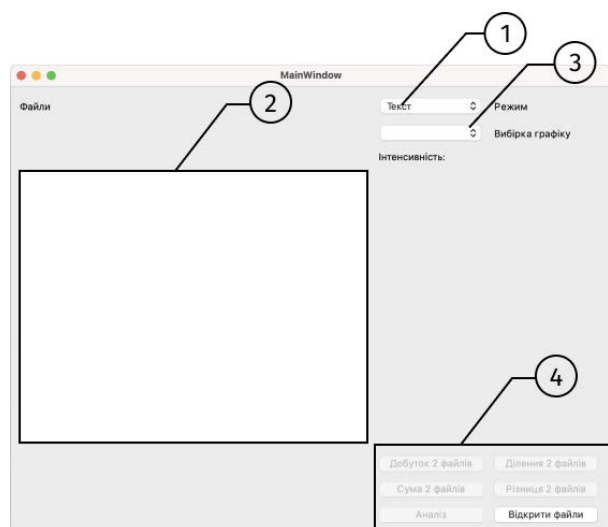 1
3
MainWindow
2
Файли
Текст
Режим
Вибірка графіку
Інтенсивність:
4
Добуток 2 файлів
Ділення 2 файлів
Сума 2 файлів
Різниця 2 файлів
Аналіз
Відкрити файли